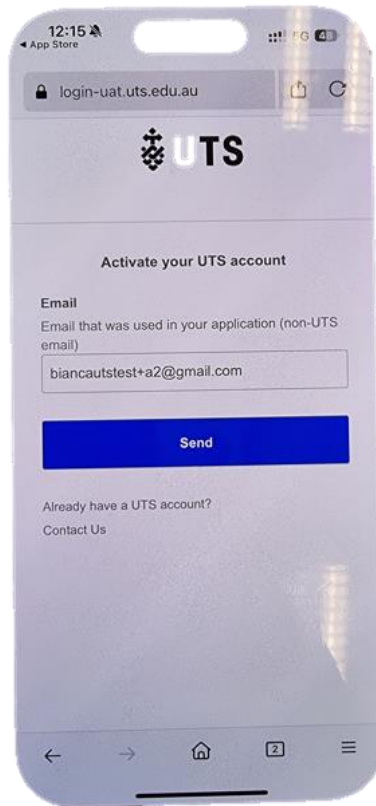 12:15
5G
App Store
login-uat.uts.edu.au
UTS
Activate your UTS account
Email
Email that was used in your application (non-UTS
email)
biancautstest+a2@gmail.com
Send
Already have a UTS account?
Contact Us
2